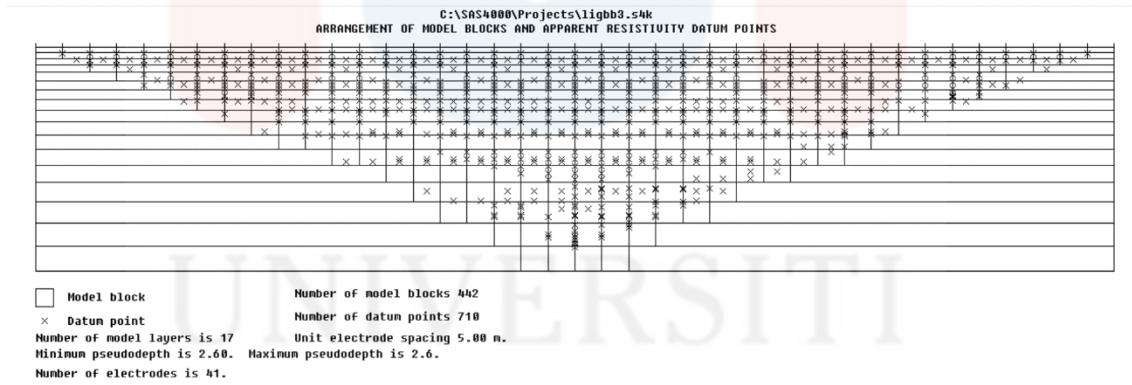 C:\SAS4000\Projects\ligbb3.s4k
ARRANGEMENT OF MODEL BLOCKS AND APPARENT RESISTIVITY DATUM POINTS
Model block
Number of model blocks 442
Datum point
Number of datum points 710
Number of model layers is 17
Unit electrode spacing 5.00 m.
Minimum pseudodepth is 2.60. Maximum pseudodepth is 2.6.
Number of electrodes is 41.
UNIVERSITI